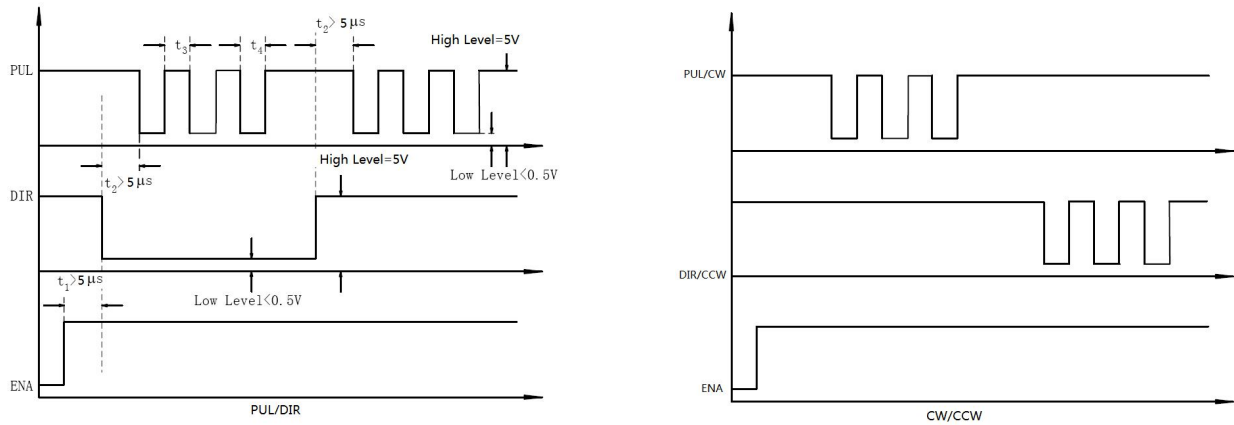 t2>5μs
t3
t4
High Level=5V
PUL
High Level=5V
t2>5μs
Low Level<0.5V
DIR
t1>5μs
Low Level<0.5V
ENA
PUL/DIR
PUL/CW
DIR/CCW
ENA
CW/CCW